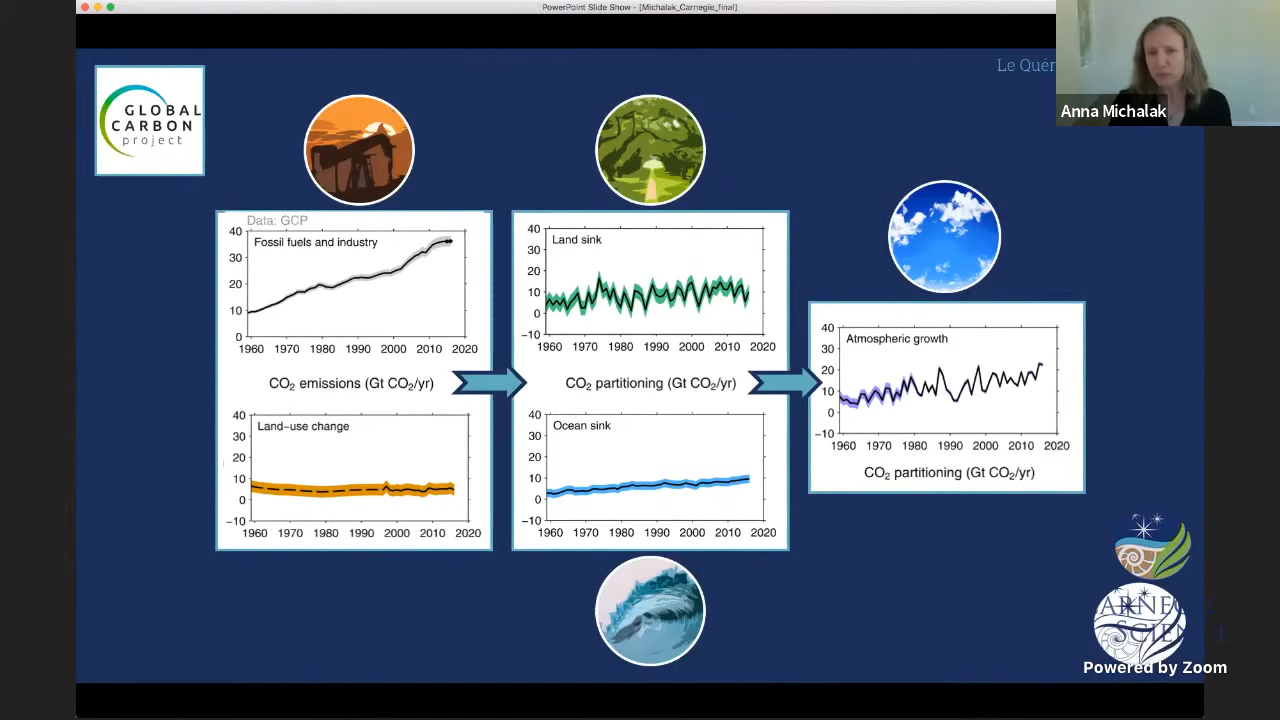 PowerPoint Slide Show - [Michalak_Carnegie_final]
Le Quér
Anna Michalak
GLOBAL
CARBON
project
Data: GCP
Fossil fuels and industry
40
30
20
10
0
1960 1970 1980 1990 2000 2010 2020
CO₂ emissions (Gt CO₂/yr)
Land-use change
40
30
20
10
0
−10
1960 1970 1980 1990 2000 2010 2020
Land sink
40
30
20
10
0
−10
1960 1970 1980 1990 2000 2010 2020
CO₂ partitioning (Gt CO₂/yr)
Ocean sink
40
30
20
10
0
−10
1960 1970 1980 1990 2000 2010 2020
Atmospheric growth
40
30
20
10
0
−10
1960 1970 1980 1990 2000 2010 2020
CO₂ partitioning (Gt CO₂/yr)
Powered by Zoom